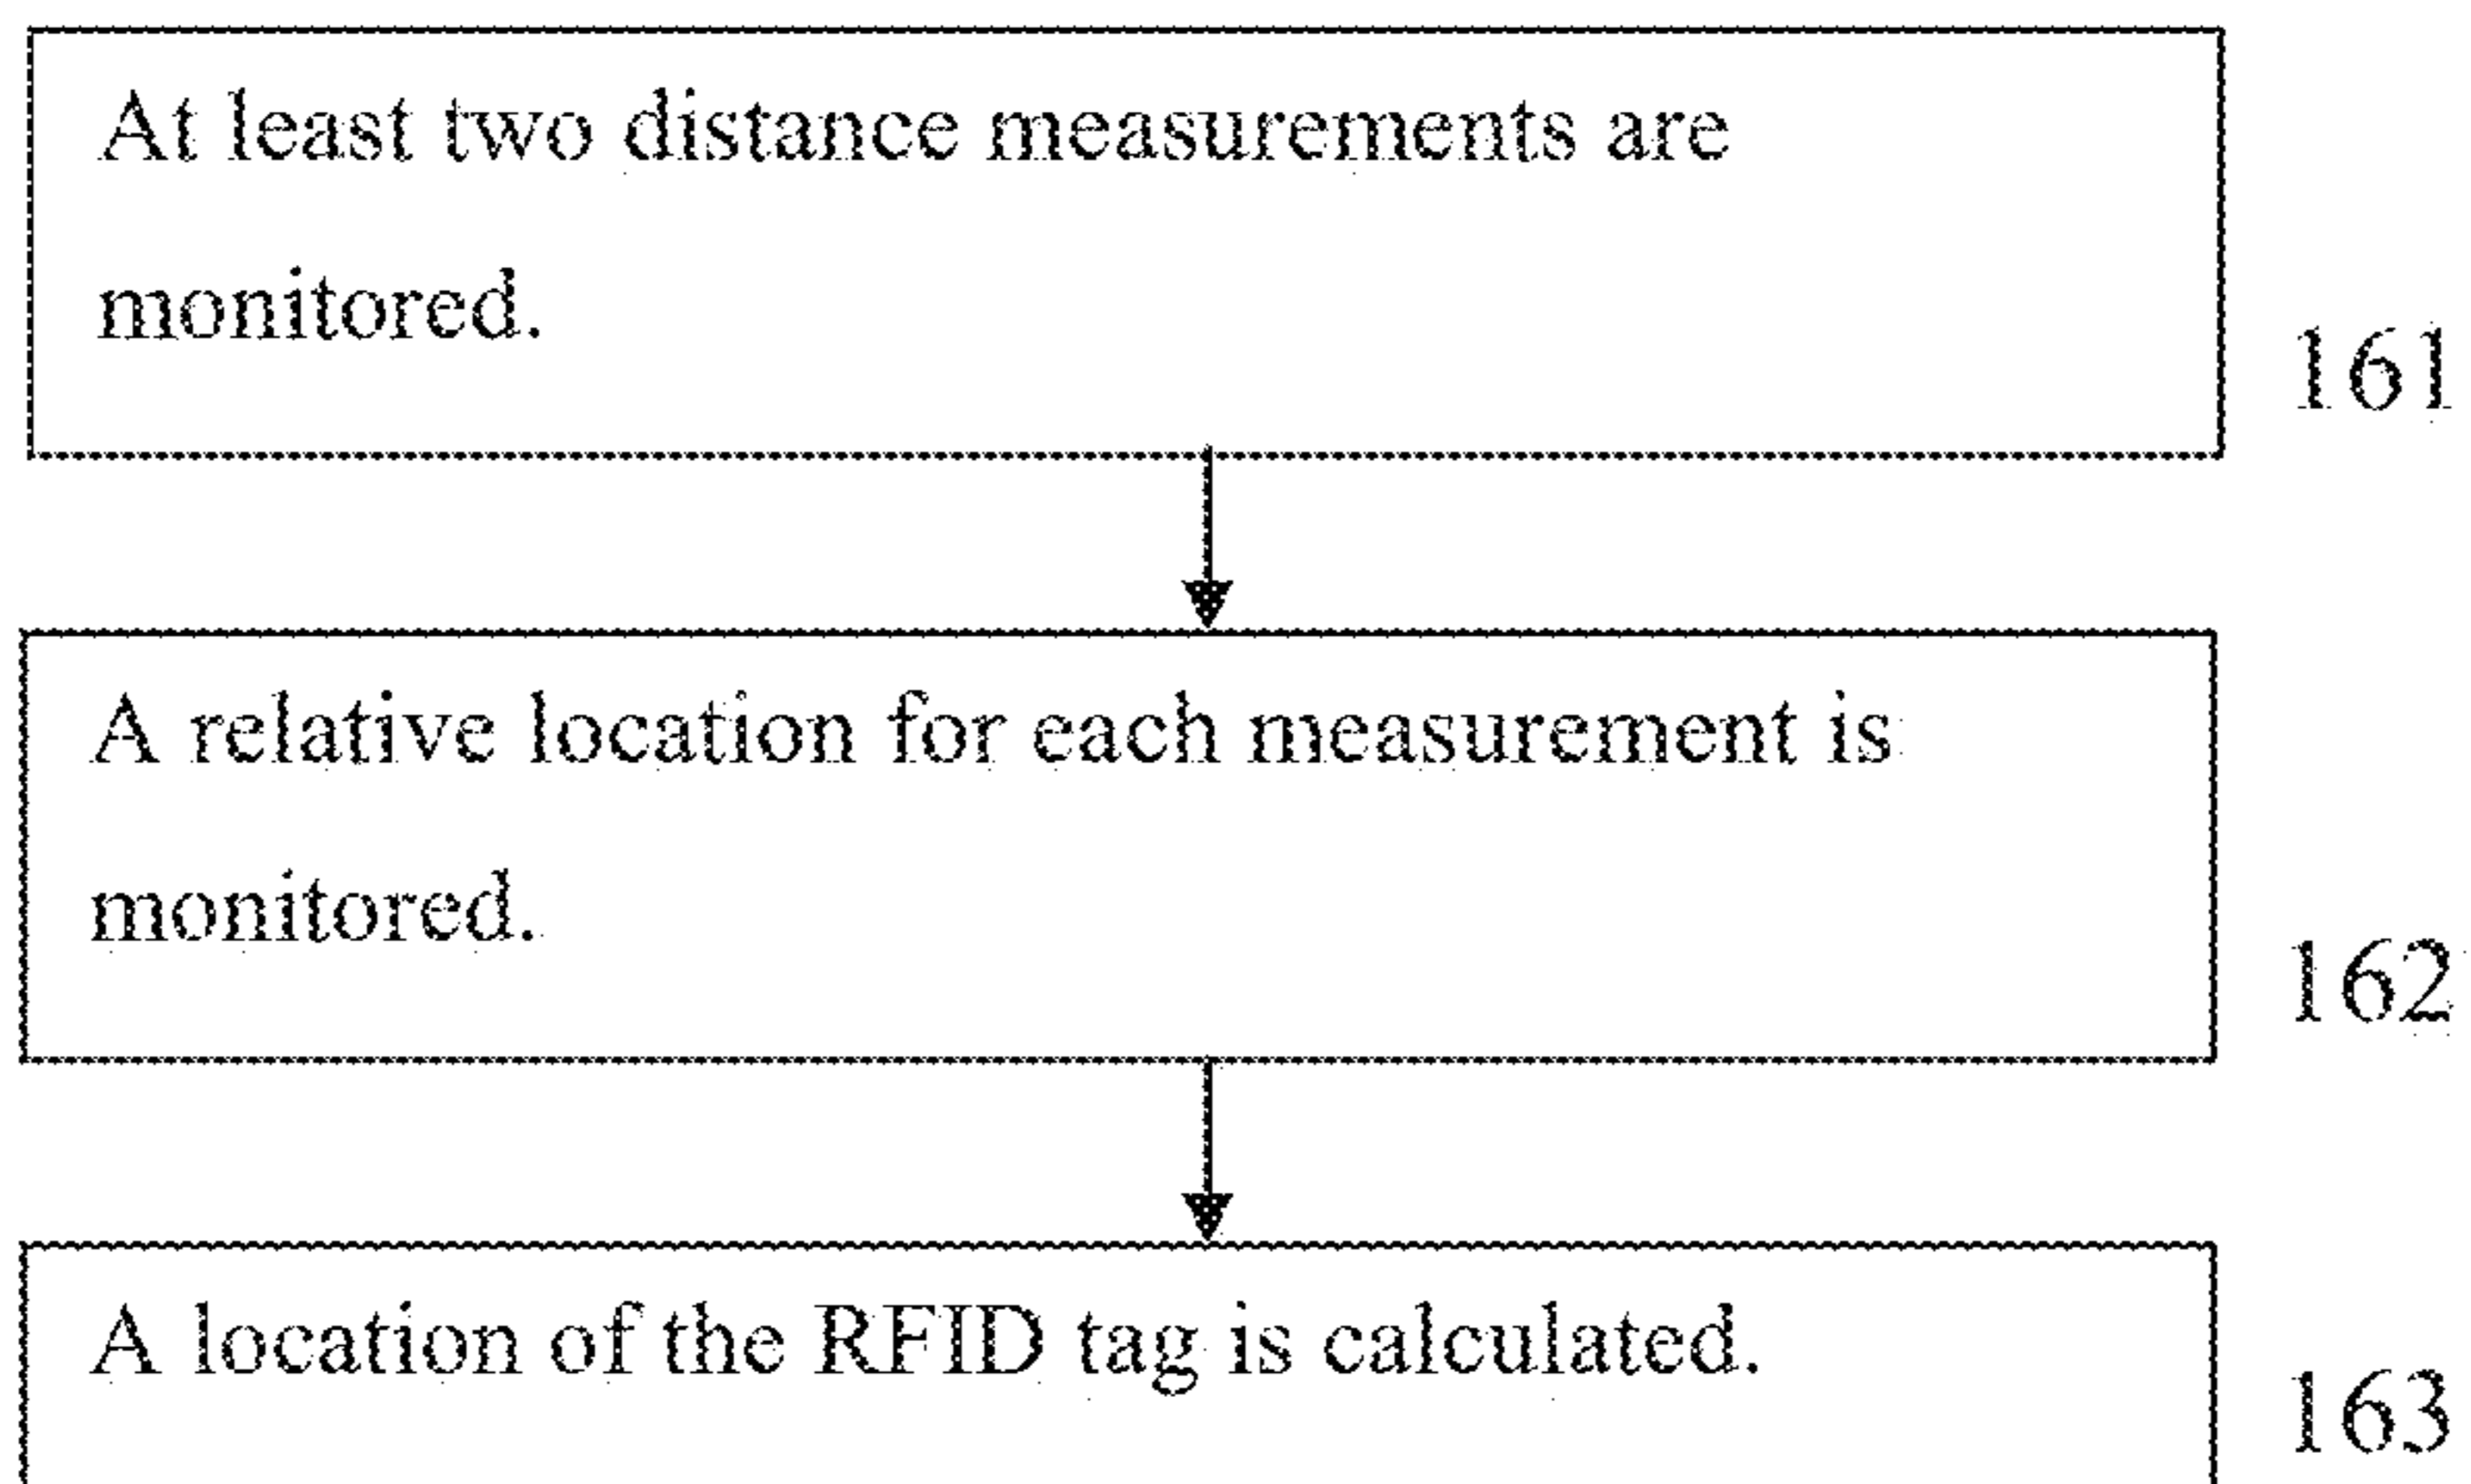 At least two distance measurements are
monitored.
161
A relative location for each measurement is
monitored.
162
A location of the RFID tag is calculated.
163